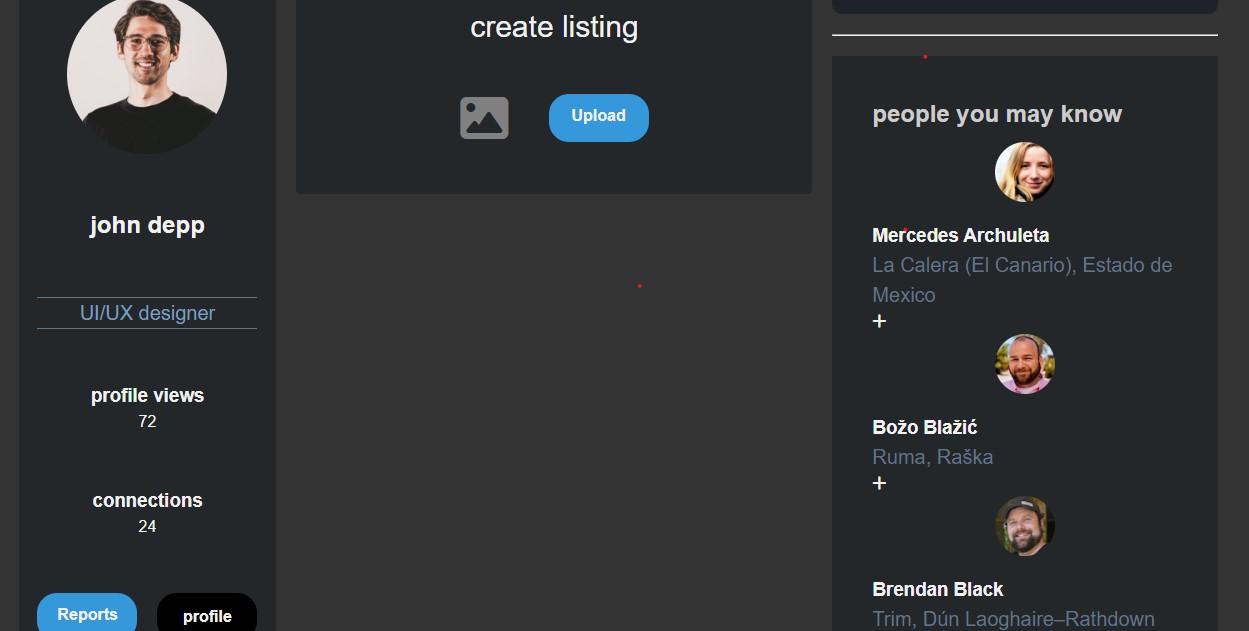 john depp
UI/UX designer
profile views
72
connections
24
Reports
profile
create listing
Upload
people you may know
Mercedes Archuleta
La Calera (El Canario), Estado de
Mexico
+
Božo Blažić
Ruma, Raška
+
Brendan Black
Trim, Dún Laoghaire–Rathdown